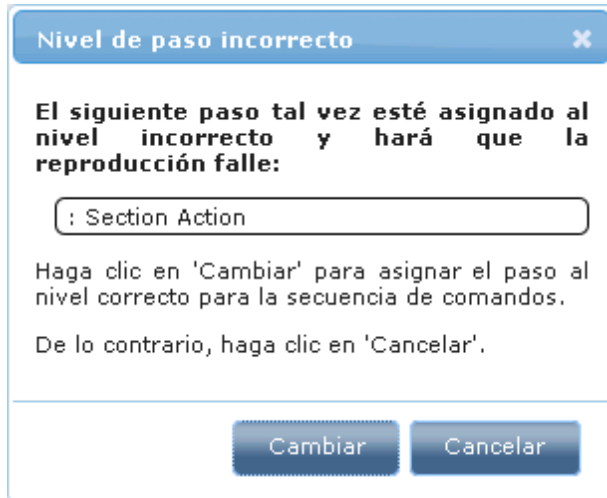 Nivel de paso incorrecto
El siguiente paso tal vez esté asignado al
nivel incorrecto y hará que la
reproducción falle:
: Section Action
Haga clic en 'Cambiar' para asignar el paso al
nivel correcto para la secuencia de comandos.
De lo contrario, haga clic en 'Cancelar'.
Cambiar Cancelar